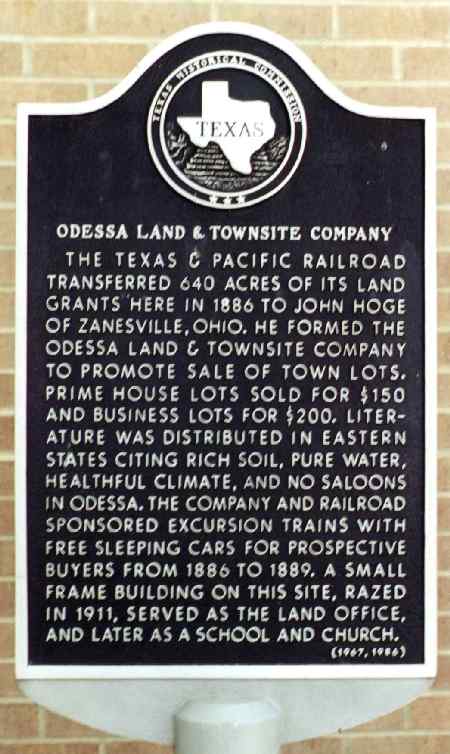 TEXAS HISTORICAL COMMISSION
TEXAS
ODESSA LAND & TOWNSITE COMPANY
THE TEXAS & PACIFIC RAILROAD
TRANSFERRED 640 ACRES OF ITS LAND
GRANTS HERE IN 1886 TO JOHN HOGE
OF ZANESVILLE, OHIO. HE FORMED THE
ODESSA LAND & TOWNSITE COMPANY
TO PROMOTE SALE OF TOWN LOTS.
PRIME HOUSE LOTS SOLD FOR $150
AND BUSINESS LOTS FOR $200. LITER-
ATURE WAS DISTRIBUTED IN EASTERN
STATES CITING RICH SOIL, PURE WATER,
HEALTHFUL CLIMATE, AND NO SALOONS
IN ODESSA. THE COMPANY AND RAILROAD
SPONSORED EXCURSION TRAINS WITH
FREE SLEEPING CARS FOR PROSPECTIVE
BUYERS FROM 1886 TO 1889. A SMALL
FRAME BUILDING ON THIS SITE, RAZED
IN 1911, SERVED AS THE LAND OFFICE,
AND LATER AS A SCHOOL AND CHURCH.
(1967, 1986)